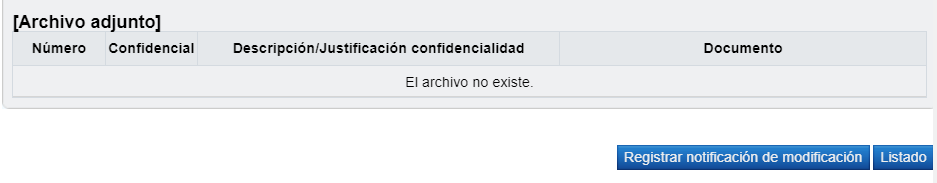 [Archivo adjunto]
Número Confidencial Descripción/Justificación confidencialidad Documento
El archivo no existe.
Registrar notificación de modificación Listado